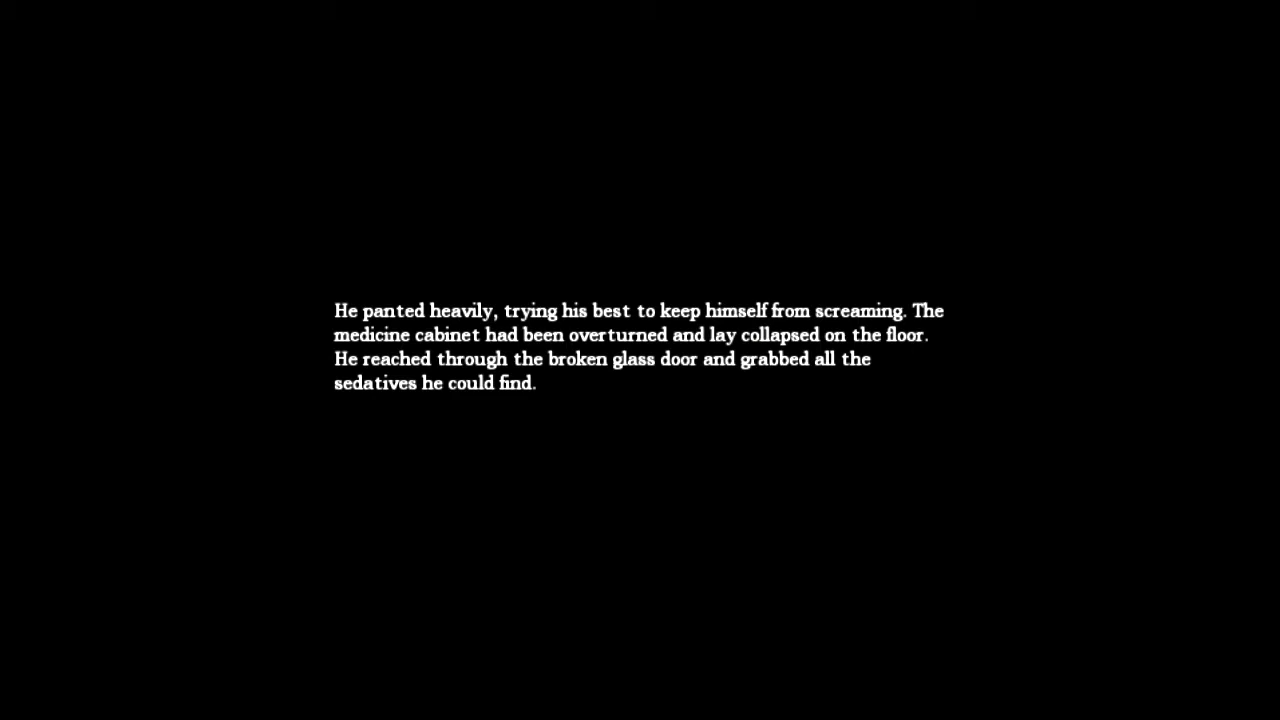 He panted heavily, trying his best to keep himself from screaming. The
medicine cabinet had been overturned and lay collapsed on the floor.
He reached through the broken glass door and grabbed all the
sedatives he could find.